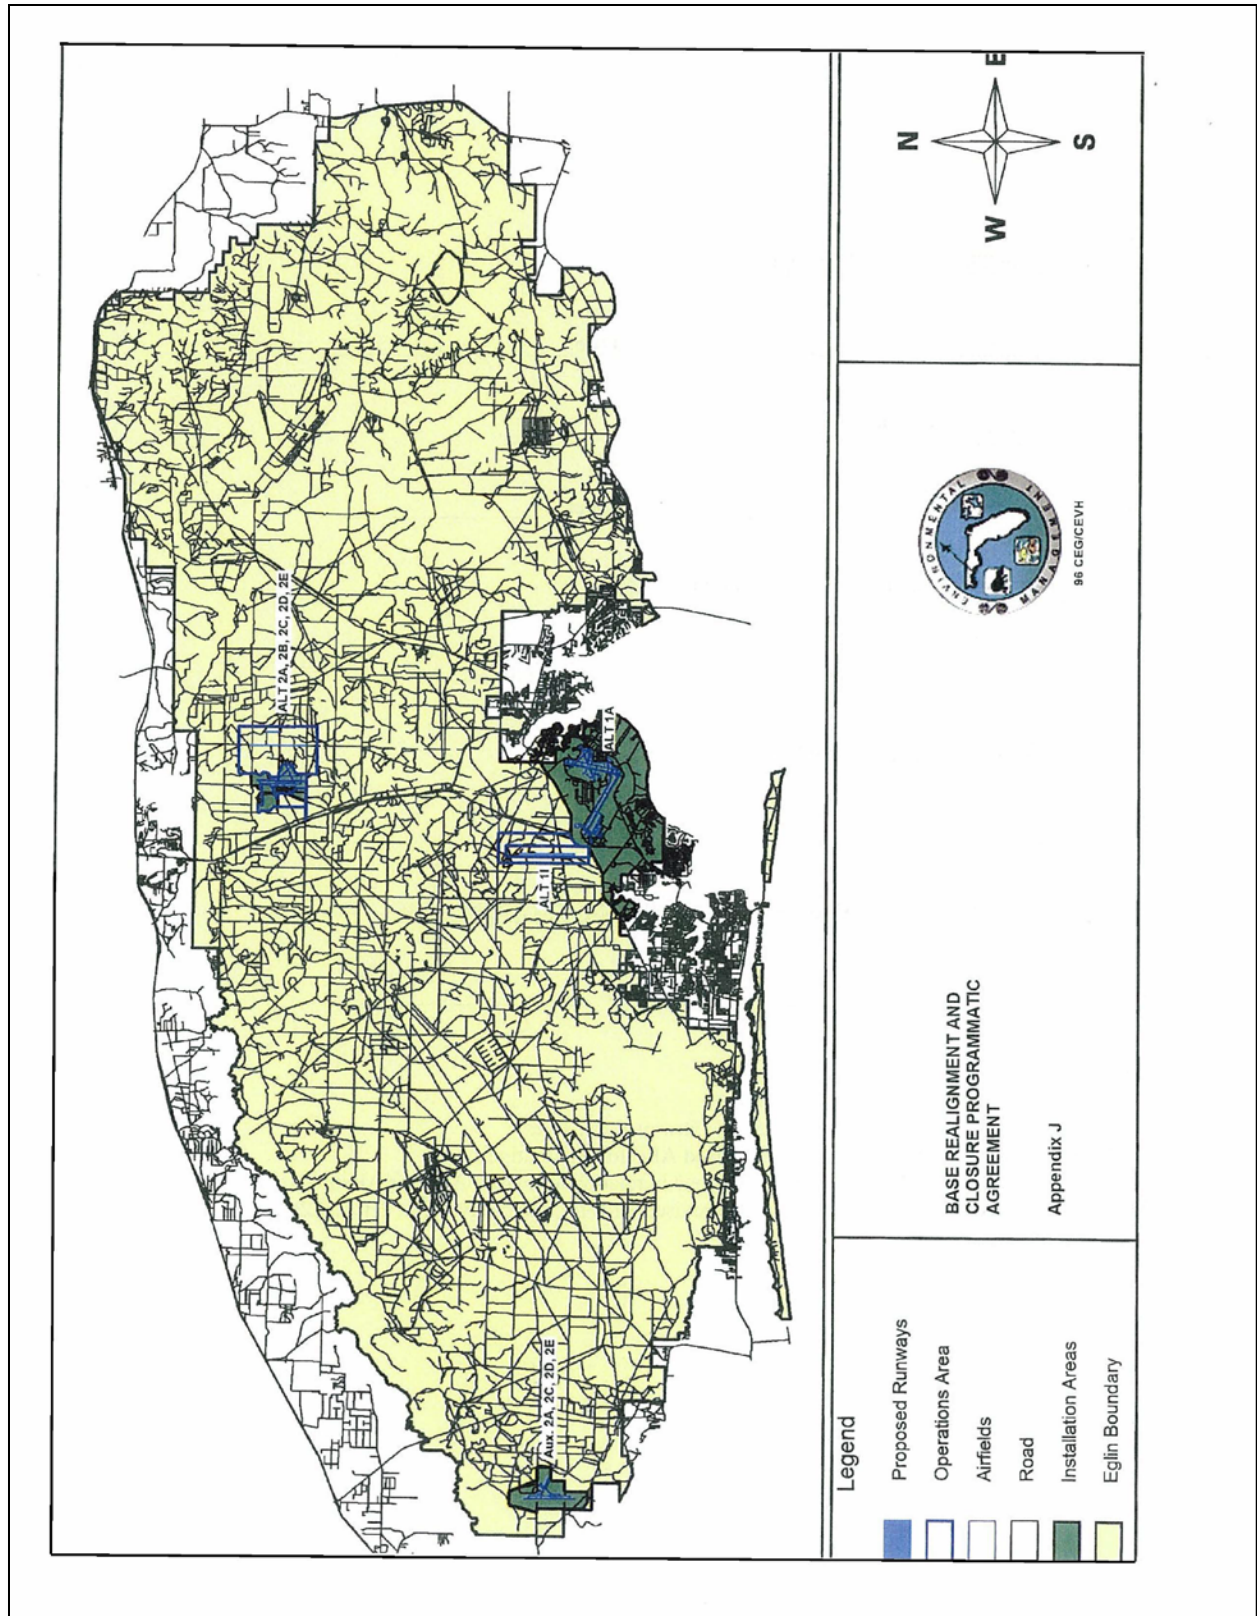 ALT 2A, 2B, 2C, 2D, 2E
ALT 1A
ALT 1I
Aux. 2A, 2C, 2D, 2E
Legend
Proposed Runways
Operations Area
Airfields
Road
Installation Areas
Eglin Boundary
BASE REALIGNMENT AND
CLOSURE PROGRAMMATIC
AGREEMENT
Appendix J
ENVIRONMENTAL
MANAGEMENT
96 CEG/CEVH
N
W
E
S